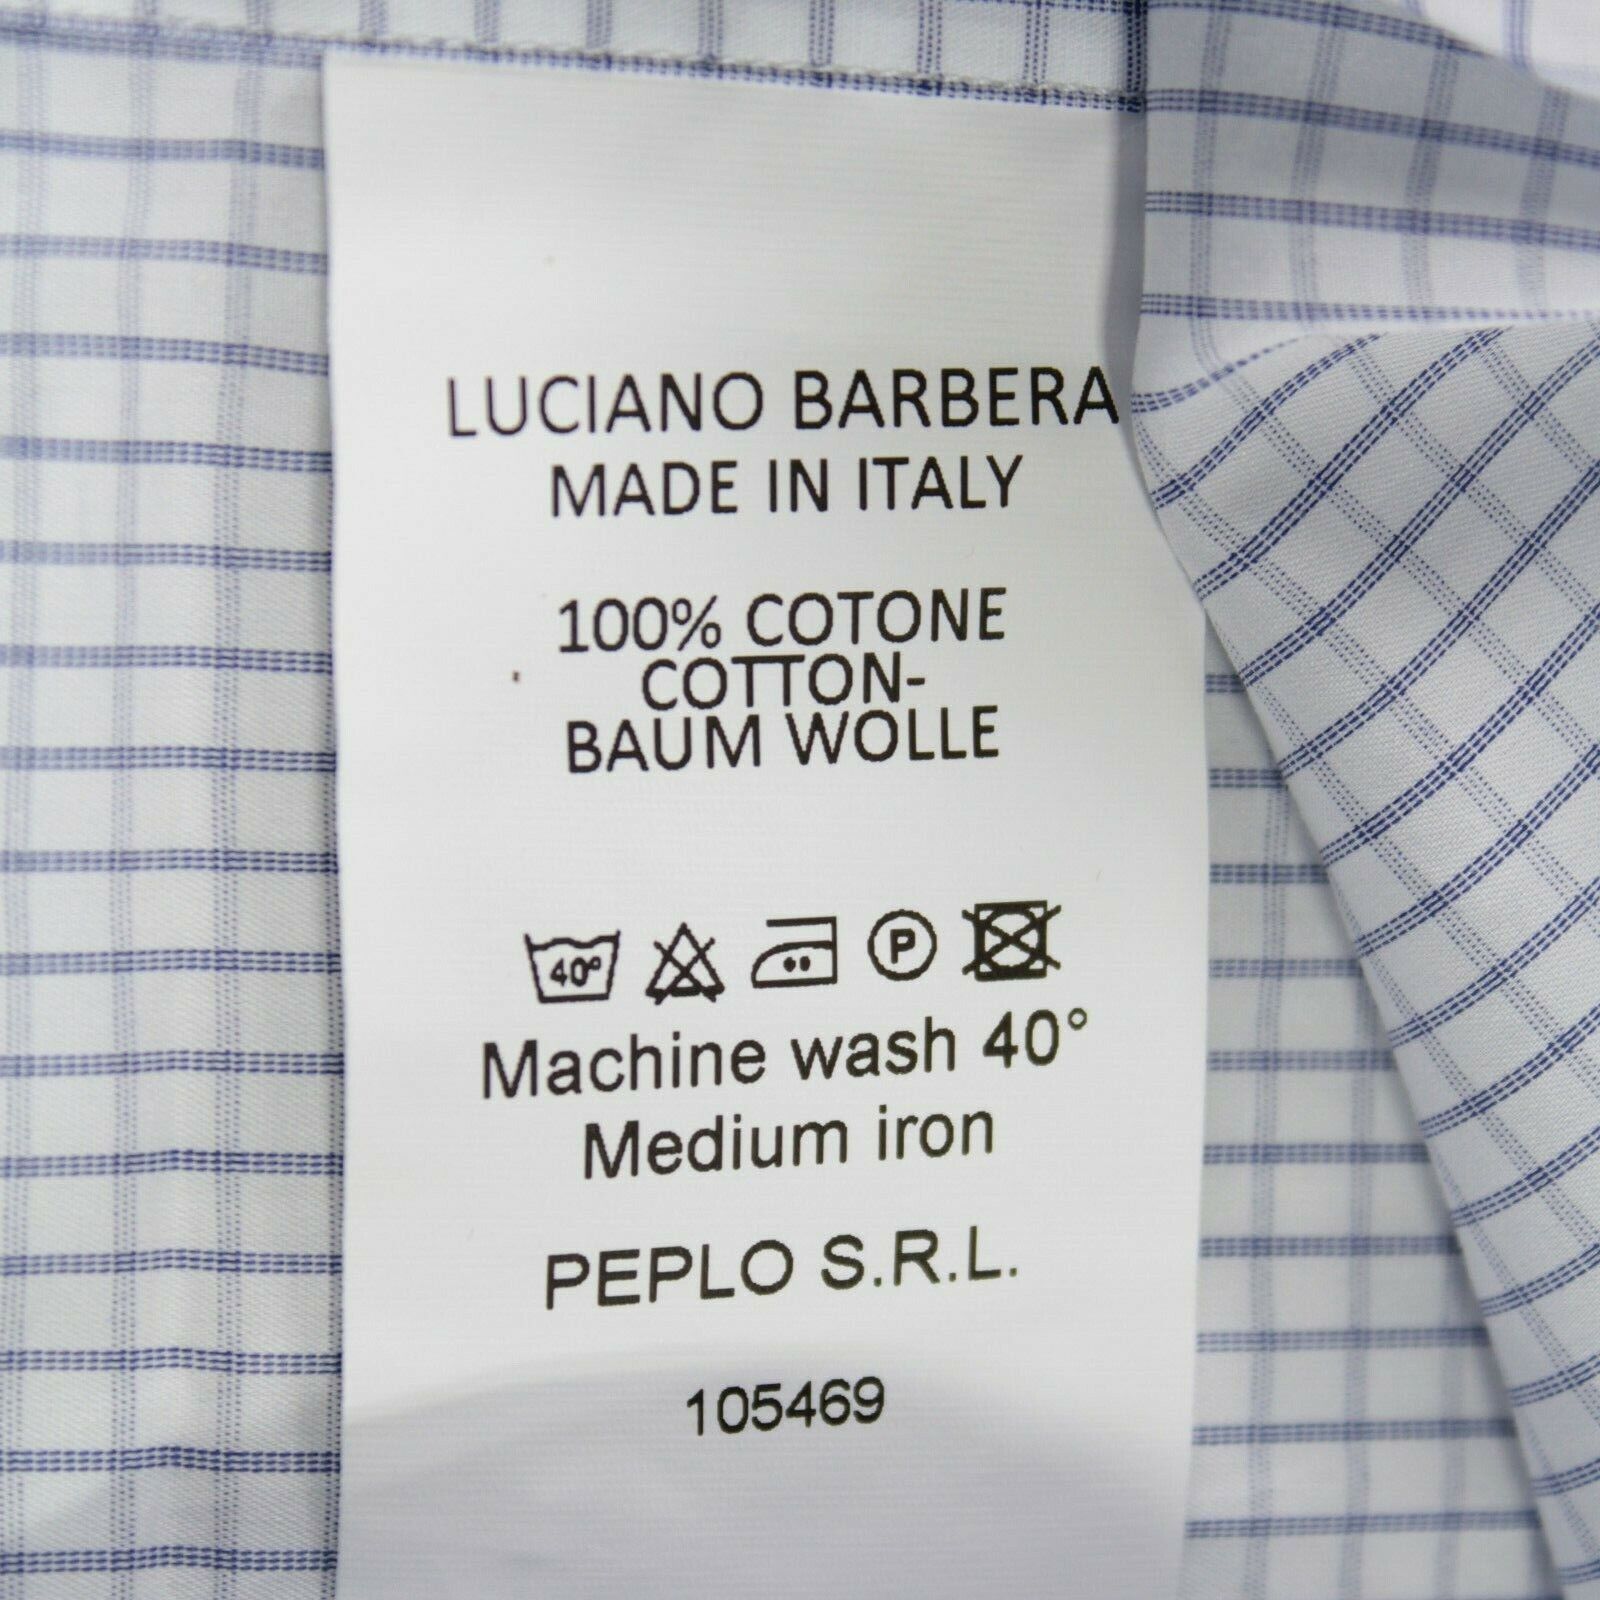 LUCIANO BARBERA
MADE IN ITALY
100% COTONE
COTTON-
BAUM WOLLE
40° P
Machine wash 40°
Medium iron
PEPLO S.R.L.
105469